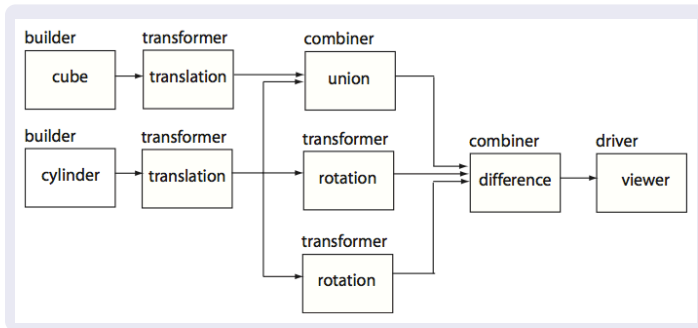 builder
cube
transformer
translation
combiner
union
builder
cylinder
transformer
translation
transformer
rotation
combiner
difference
driver
viewer
transformer
rotation